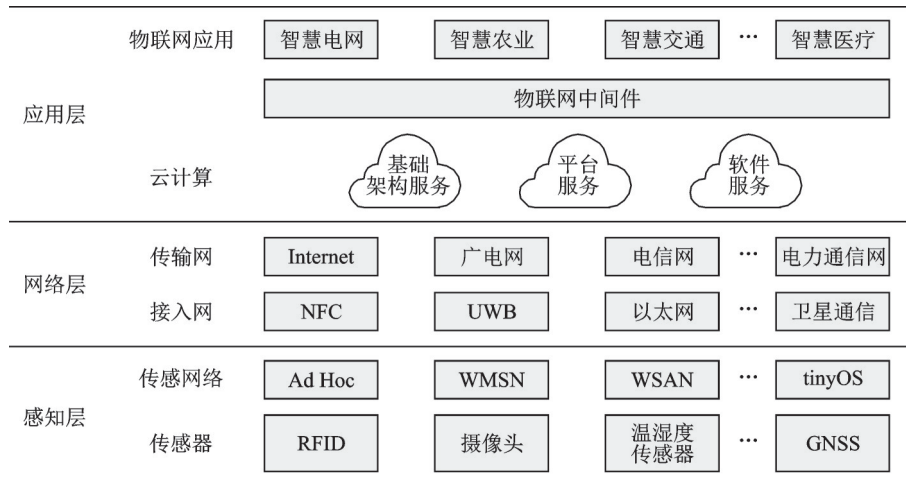 物联网应用 智慧电网 智慧农业 智慧交通 … 智慧医疗
应用层
物联网中间件
云计算
基础
架构服务
平台
服务
软件
服务
网络层
传输网 Internet 广电网 电信网 … 电力通信网
接入网 NFC UWB 以太网 … 卫星通信
感知层
传感网络 Ad Hoc WMSN WSAN … tinyOS
传感器 RFID 摄像头
温湿度
传感器
… GNSS